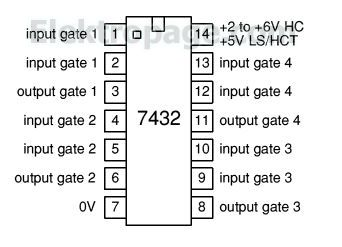 Elektropage.com
input gate 1 1 14 +2 to +6V HC
+5V LS/HCT
input gate 1 2 13 input gate 4
output gate 1 3 12 input gate 4
input gate 2 4 7432 11 output gate 4
input gate 2 5 10 input gate 3
output gate 2 6 9 input gate 3
0V 7 8 output gate 3